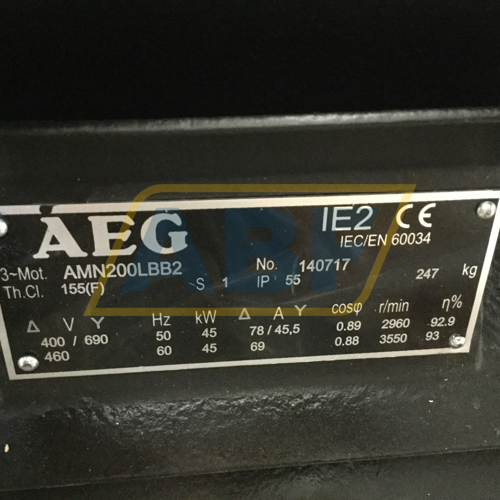 AEG IE2 CE
IEC/EN 60034
3~Mot. AMN200LBB2 No. 140717 247 kg
Th.Cl. 155(F) S 1 IP 55
Δ V Y Hz kW Δ A Y cosφ r/min η%
400 / 690 50 45 78 / 45,5 0.89 2960 92.9
460 60 45 69 0.88 3550 93
ABF